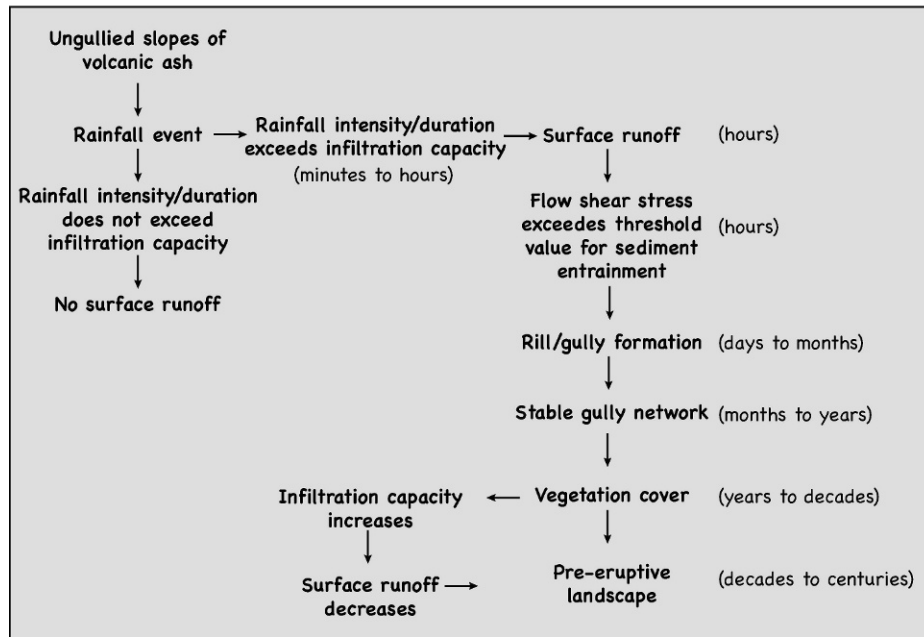 Ungullied slopes of
volcanic ash
Rainfall event
Rainfall intensity/duration
exceeds infiltration capacity
(minutes to hours)
Surface runoff
(hours)
Rainfall intensity/duration
does not exceed
infiltration capacity
No surface runoff
Flow shear stress
exceedes threshold
value for sediment
entrainment
(hours)
Rill/gully formation
(days to months)
Stable gully network
(months to years)
Vegetation cover
(years to decades)
Infiltration capacity
increases
Surface runoff
decreases
Pre-eruptive
landscape
(decades to centuries)